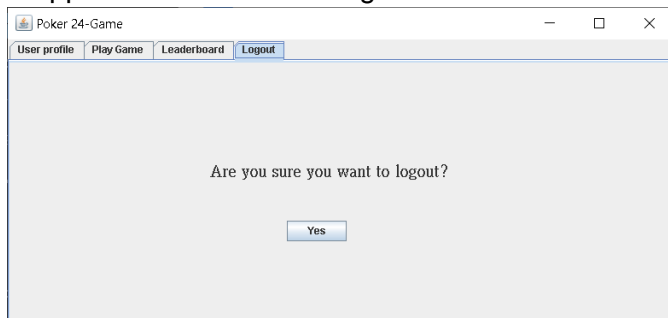 Poker 24-Game
User profile Play Game Leaderboard Logout
Are you sure you want to logout?
Yes